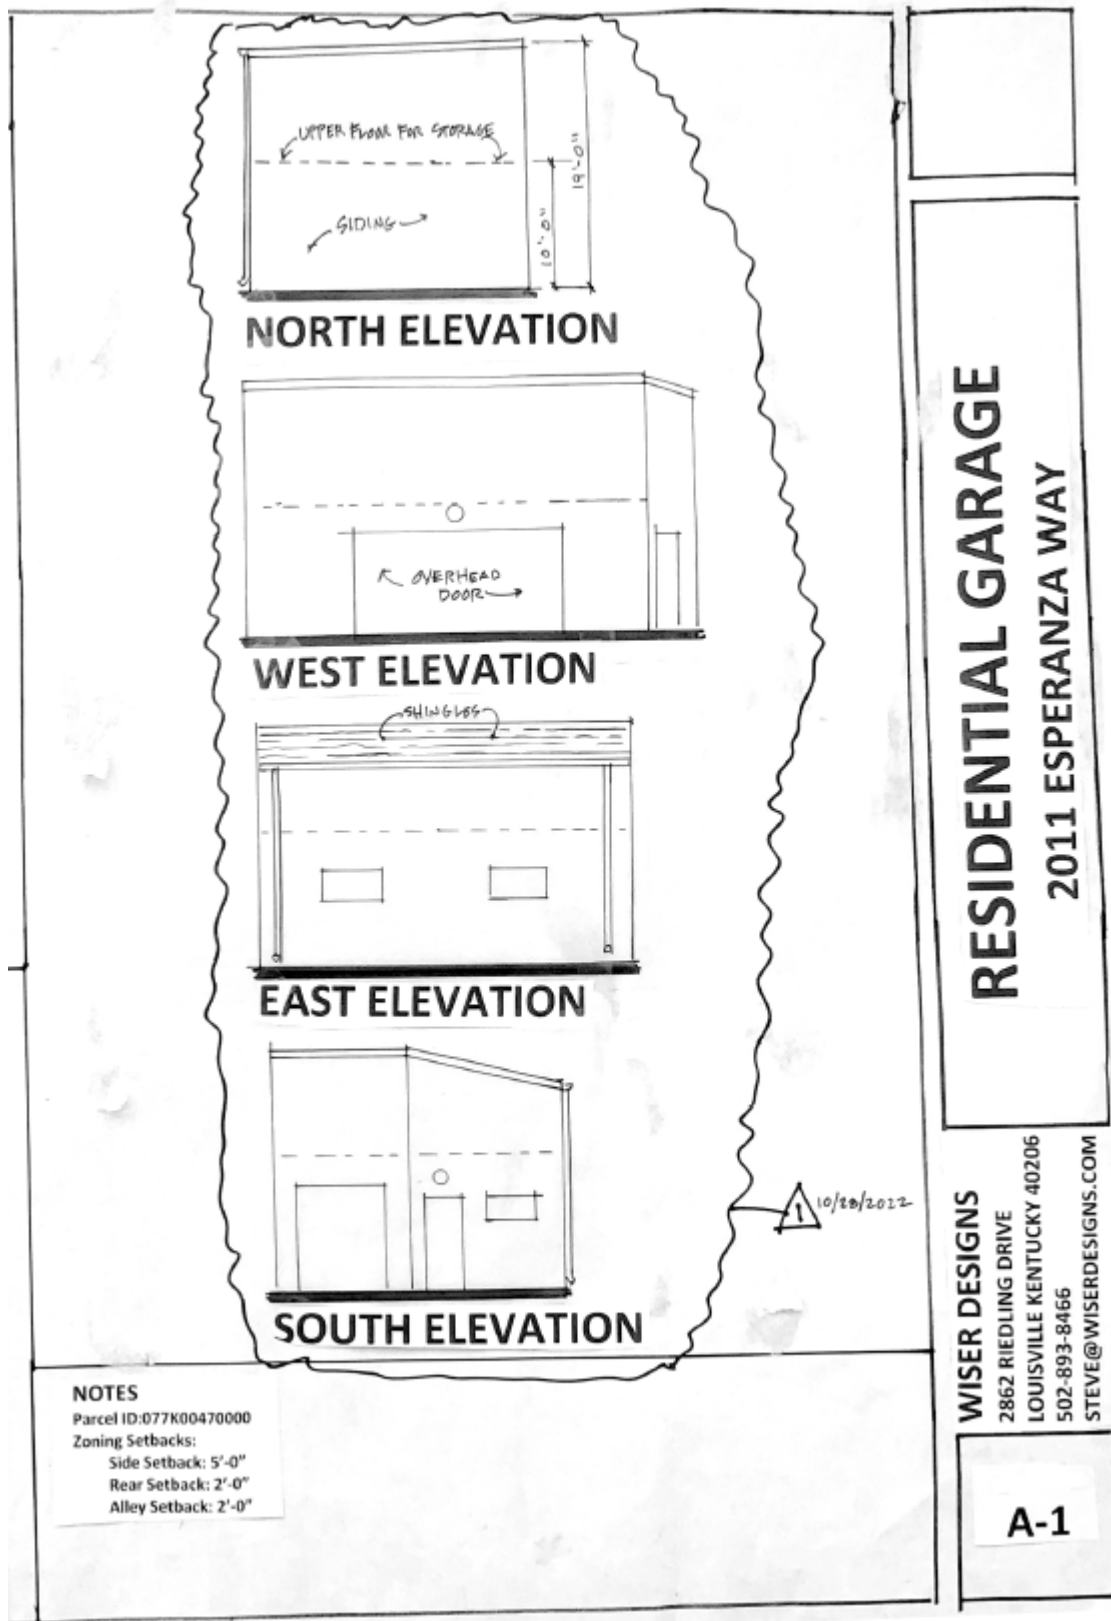 UPPER FLOOR FOR STORAGE
19'-0"
10'-0"
SIDING
NORTH ELEVATION
OVERHEAD
DOOR
WEST ELEVATION
SHINGLES
EAST ELEVATION
SOUTH ELEVATION
1 10/28/2022
NOTES
Parcel ID:077K00470000
Zoning Setbacks:
Side Setback: 5'-0"
Rear Setback: 2'-0"
Alley Setback: 2'-0"
RESIDENTIAL GARAGE
2011 ESPERANZA WAY
WISER DESIGNS
2862 RIEDLING DRIVE
LOUISVILLE KENTUCKY 40206
502-893-8466
STEVE@WISERDESIGNS.COM
A-1